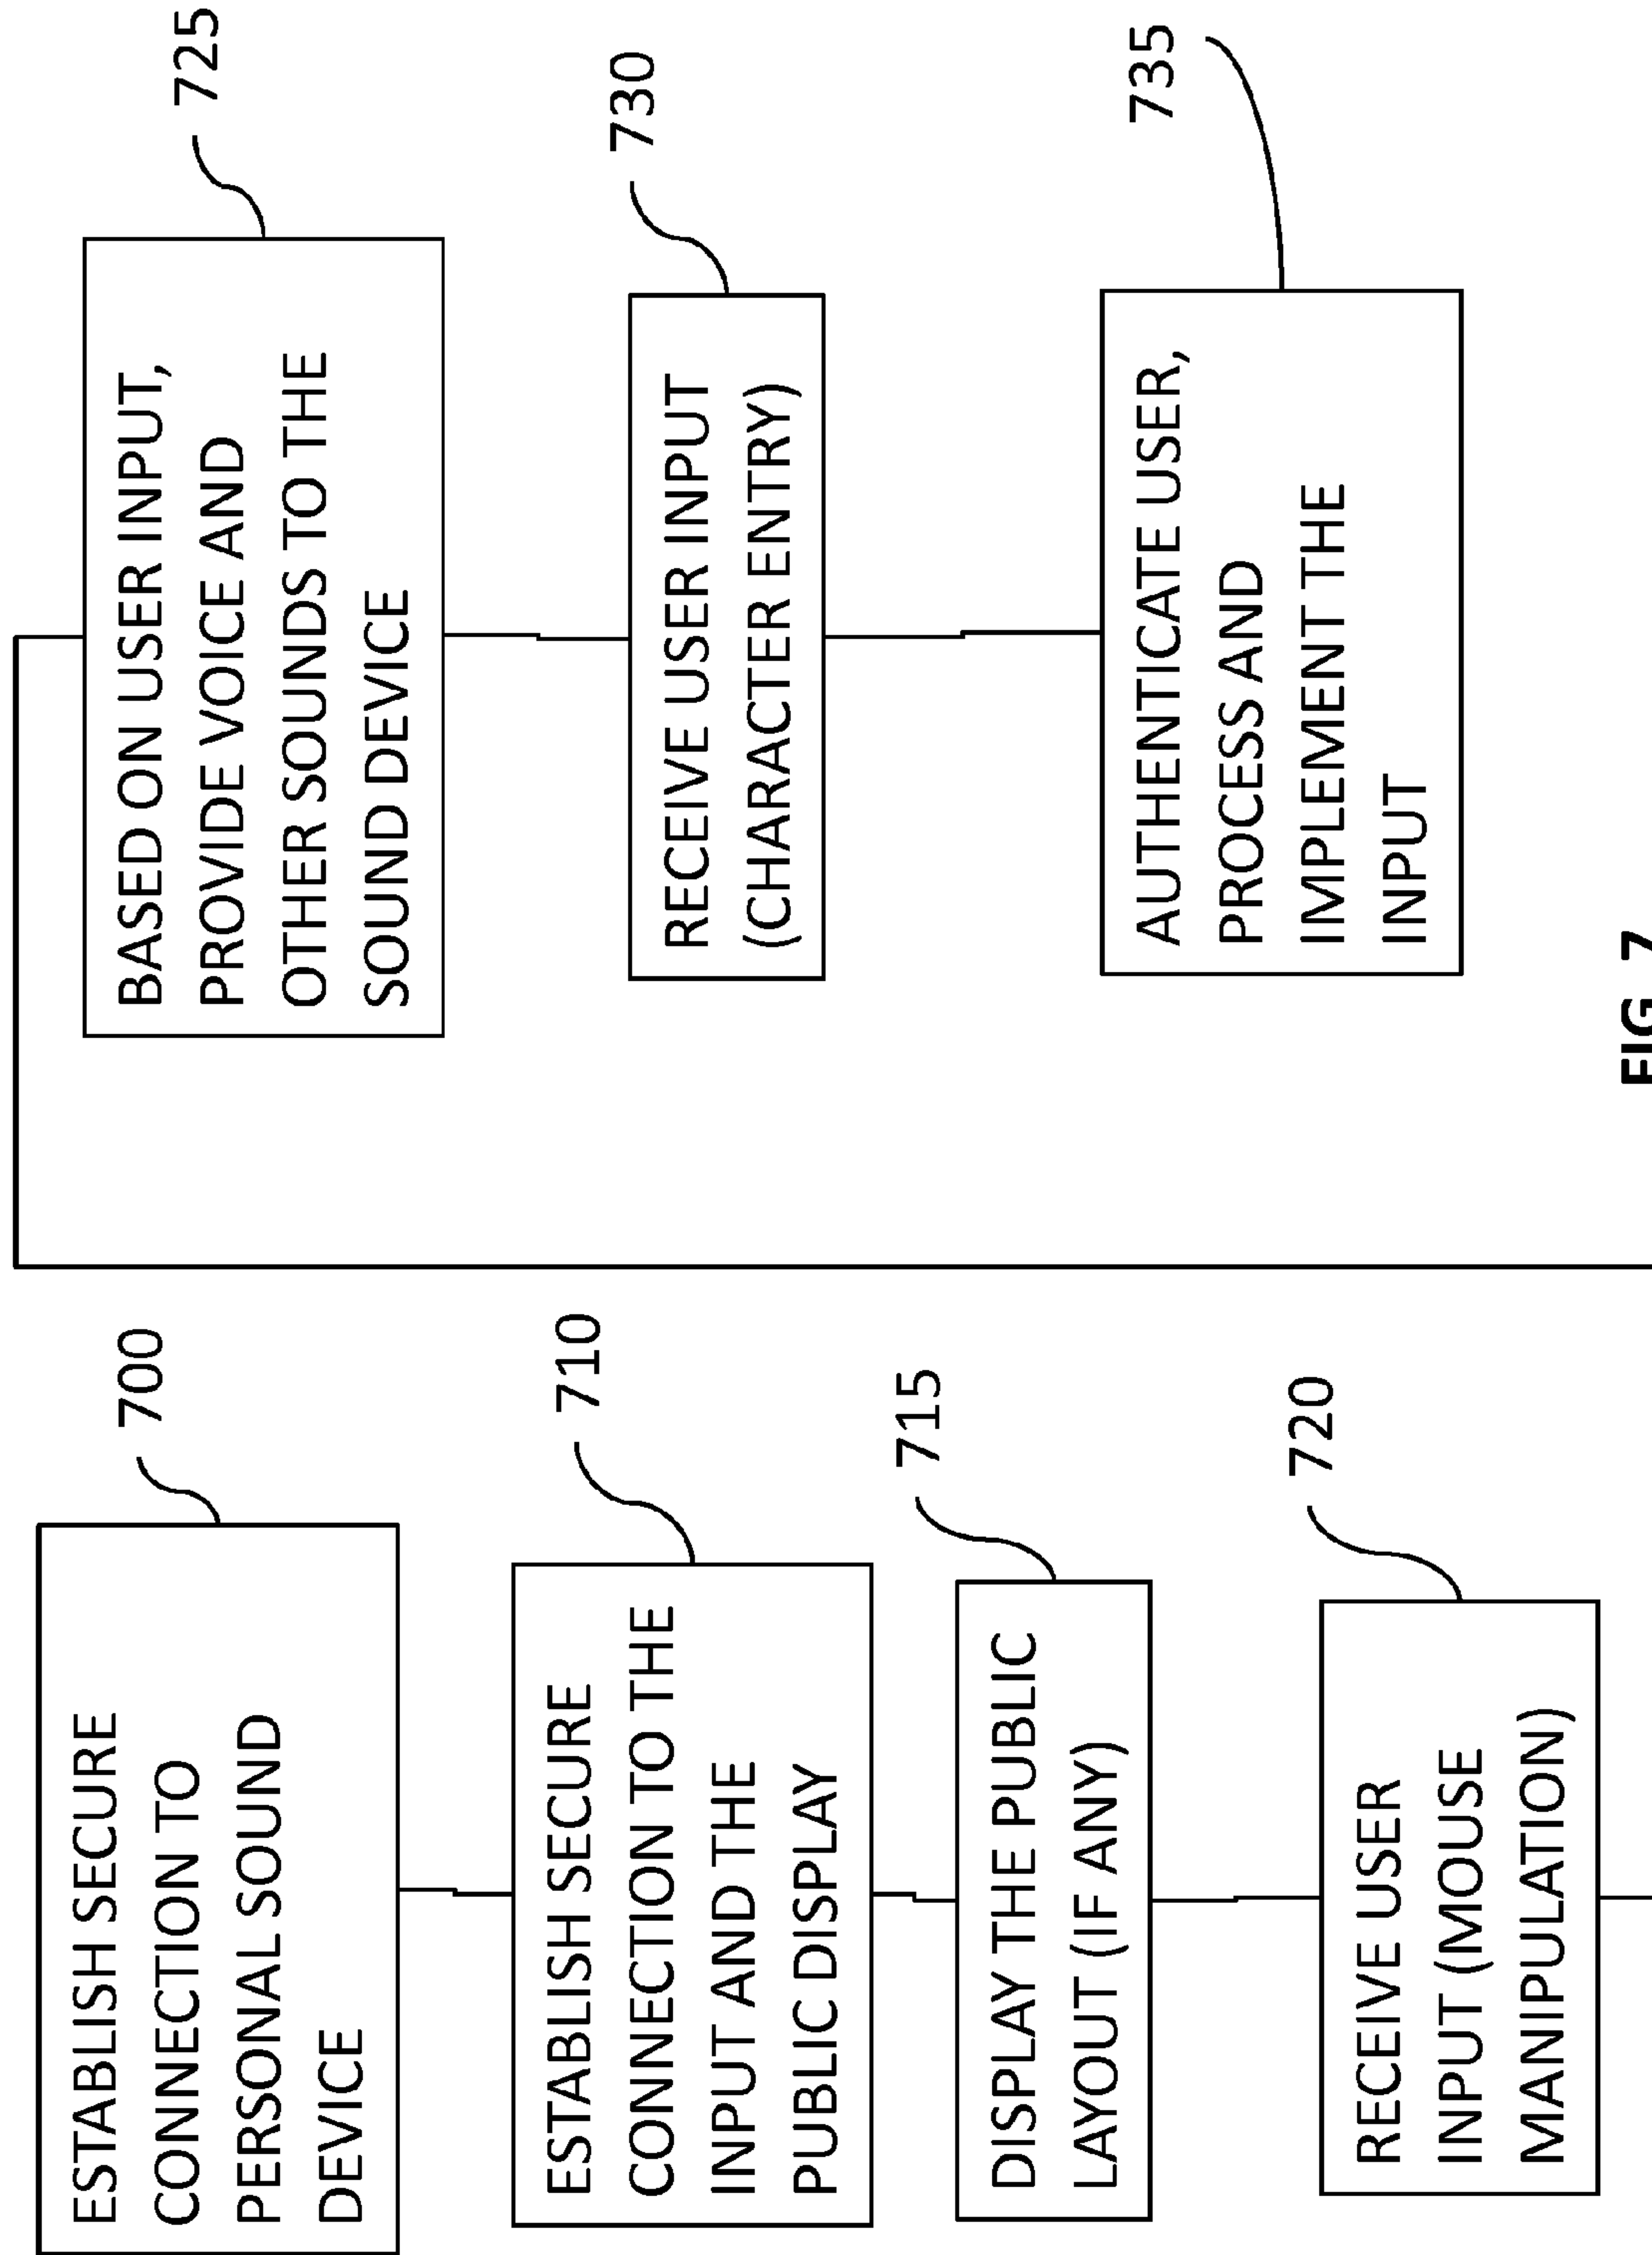 ESTABLISH SECURE
CONNECTION TO
PERSONAL SOUND
DEVICE
700
ESTABLISH SECURE
CONNECTION TO THE
INPUT AND THE
PUBLIC DISPLAY
710
DISPLAY THE PUBLIC
LAYOUT (IF ANY)
715
RECEIVE USER
INPUT (MOUSE
MANIPULATION)
720
BASED ON USER INPUT,
PROVIDE VOICE AND
OTHER SOUNDS TO THE
SOUND DEVICE
725
RECEIVE USER INPUT
(CHARACTER ENTRY)
730
AUTHENTICATE USER,
PROCESS AND
IMPLEMENT THE
INPUT
735
FIG. 7